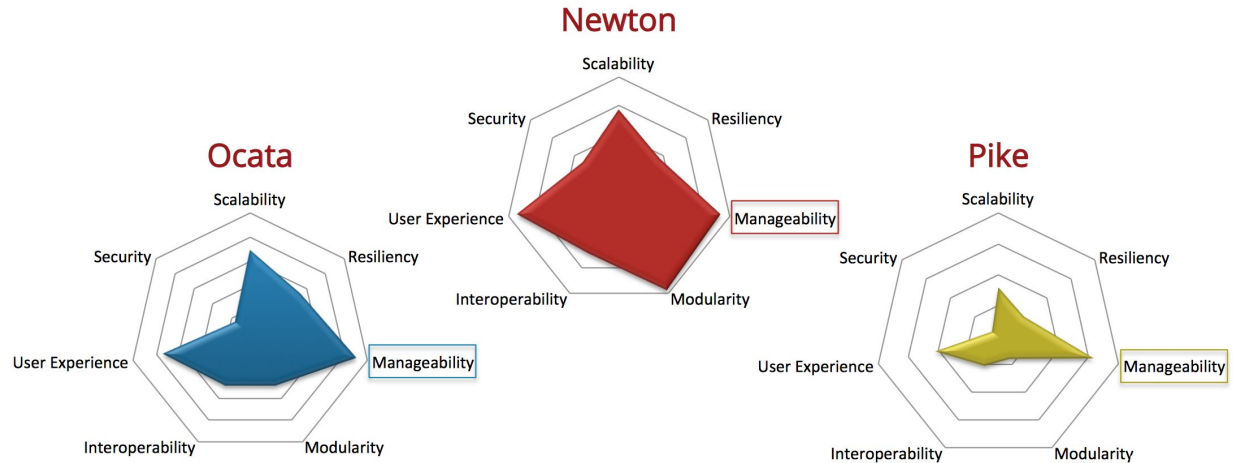 Newton
Scalability
Security
Resiliency
User Experience
Manageability
Interoperability
Modularity
Ocata
Scalability
Security
Resiliency
User Experience
Manageability
Interoperability
Modularity
Pike
Scalability
Security
Resiliency
User Experience
Manageability
Interoperability
Modularity